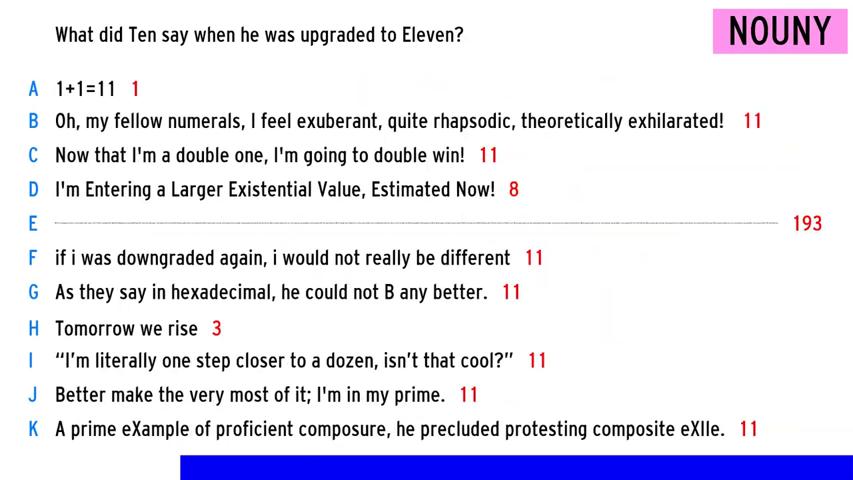 What did Ten say when he was upgraded to Eleven?
NOUNY
A 1+1=11 1
B Oh, my fellow numerals, I feel exuberant, quite rhapsodic, theoretically exhilarated! 11
C Now that I'm a double one, I'm going to double win! 11
D I'm Entering a Larger Existential Value, Estimated Now! 8
E 193
F if i was downgraded again, i would not really be different 11
G As they say in hexadecimal, he could not B any better. 11
H Tomorrow we rise 3
I “I’m literally one step closer to a dozen, isn’t that cool?” 11
J Better make the very most of it; I'm in my prime. 11
K A prime eXample of proficient composure, he precluded protesting composite eXIle. 11